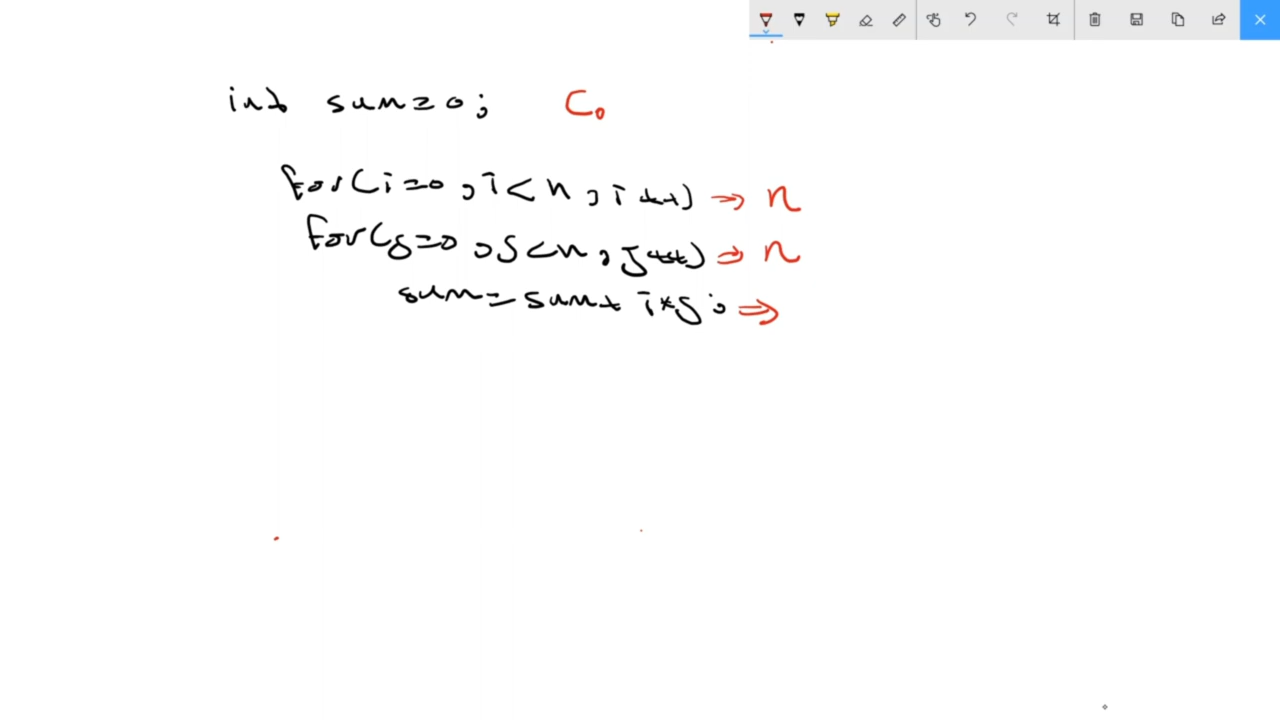 int sum=0; C₀
for(i=0,i<n,i++) ⇒ n
for(j=0,j<n,j++) ⇒ n
sum=sum+i*j; ⇒